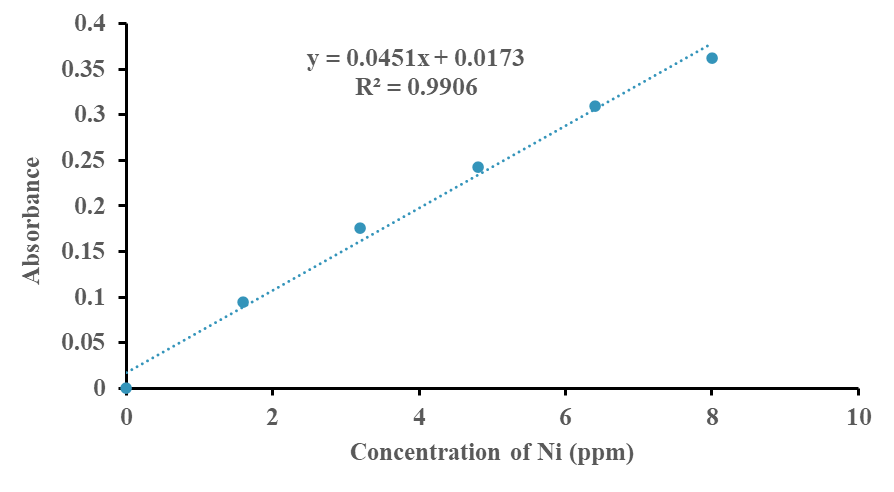 y = 0.0451x + 0.0173
R² = 0.9906
0.4
0.35
0.3
0.25
0.2
0.15
0.1
0.05
0
Absorbance
0 2 4 6 8 10
Concentration of Ni (ppm)